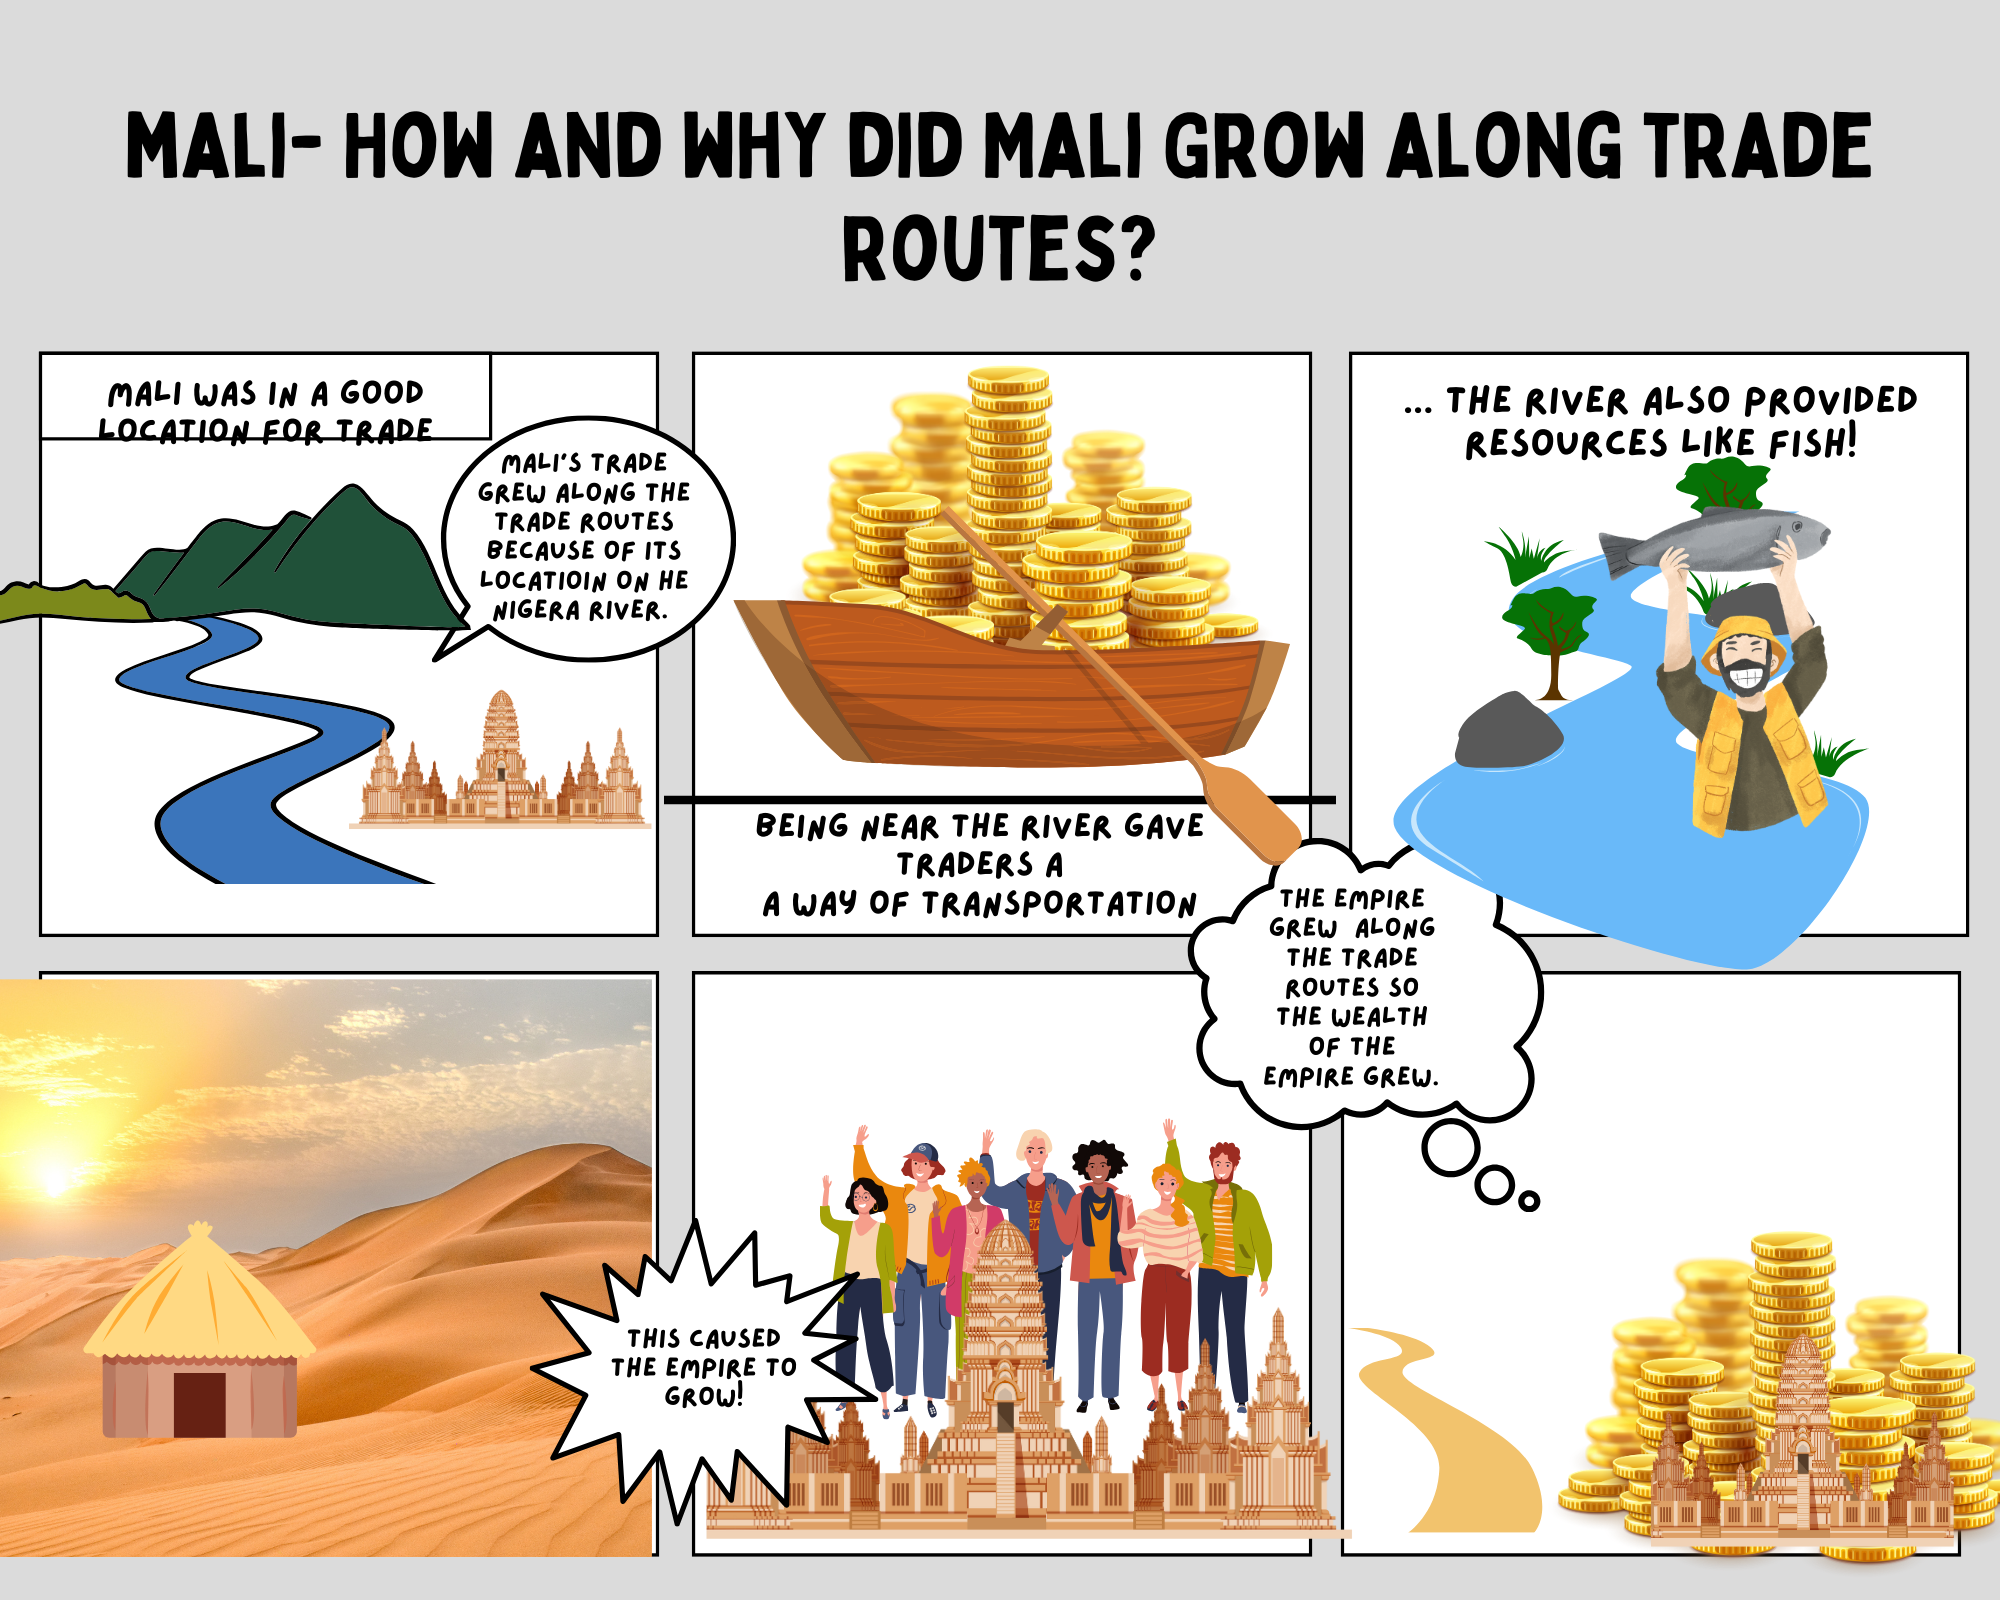 MALI- HOW AND WHY DID MALI GROW ALONG TRADE
ROUTES?
MALI WAS IN A GOOD
LOCATION FOR TRADE
MALI'S TRADE
GREW ALONG THE
TRADE ROUTES
BECAUSE OF ITS
LOCATIOIN ON HE
NIGERA RIVER.
BEING NEAR THE RIVER GAVE
TRADERS A
A WAY OF TRANSPORTATION
... THE RIVER ALSO PROVIDED
RESOURCES LIKE FISH!
THIS CAUSED
THE EMPIRE TO
GROW!
THE EMPIRE
GREW ALONG
THE TRADE
ROUTES SO
THE WEALTH
OF THE
EMPIRE GREW.